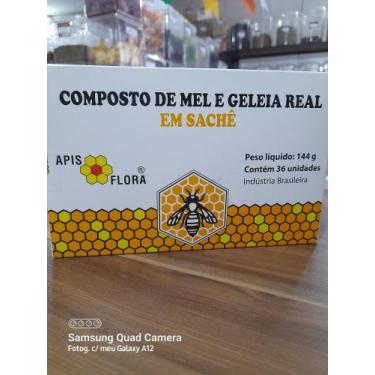 COMPOSTO DE MEL E GELEIA REAL
EM SACHÊ
APIS
FLORA®
Peso líquido: 144 g
Contém 36 unidades
Indústria Brasileira
Samsung Quad Camera
Fotog. c/ meu Galaxy A12